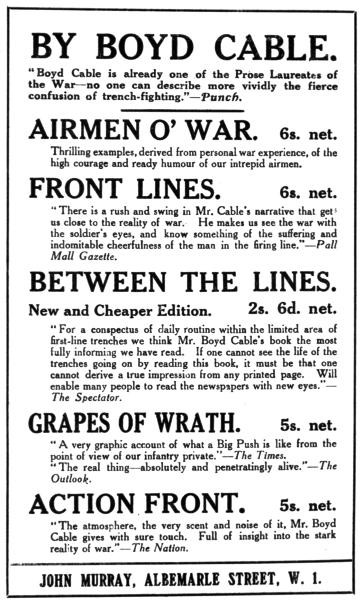 BY BOYD CABLE.
"Boyd Cable is already one of the Prose Laureates of
the War—no one can describe more vividly the fierce
confusion of trench-fighting."—Punch.
AIRMEN O' WAR. 6s. net.
Thrilling examples, derived from personal war experience, of the
high courage and ready humour of our intrepid airmen.
FRONT LINES. 6s. net.
"There is a rush and swing in Mr. Cable's narrative that gets
us close to the reality of war. He makes us see the war with
the soldier's eyes, and know something of the suffering and
indomitable cheerfulness of the man in the firing line."—Pall
Mall Gazette.
BETWEEN THE LINES.
New and Cheaper Edition. 2s. 6d. net.
"For a conspectus of daily routine within the limited area of
first-line trenches we think Mr. Boyd Cable's book the most
fully informing we have read. If one cannot see the life of the
trenches going on by reading this book, it must be that one
cannot derive a true impression from any printed page. Will
enable many people to read the newspapers with new eyes."—
The Spectator.
GRAPES OF WRATH. 5s. net.
"A very graphic account of what a Big Push is like from the
point of view of our infantry private."—The Times.
"The real thing—absolutely and penetratingly alive."—The
Outlook.
ACTION FRONT. 5s. net.
"The atmosphere, the very scent and noise of it, Mr. Boyd
Cable gives with sure touch. Full of insight into the stark
reality of war."—The Nation.
JOHN MURRAY, ALBEMARLE STREET, W. 1.